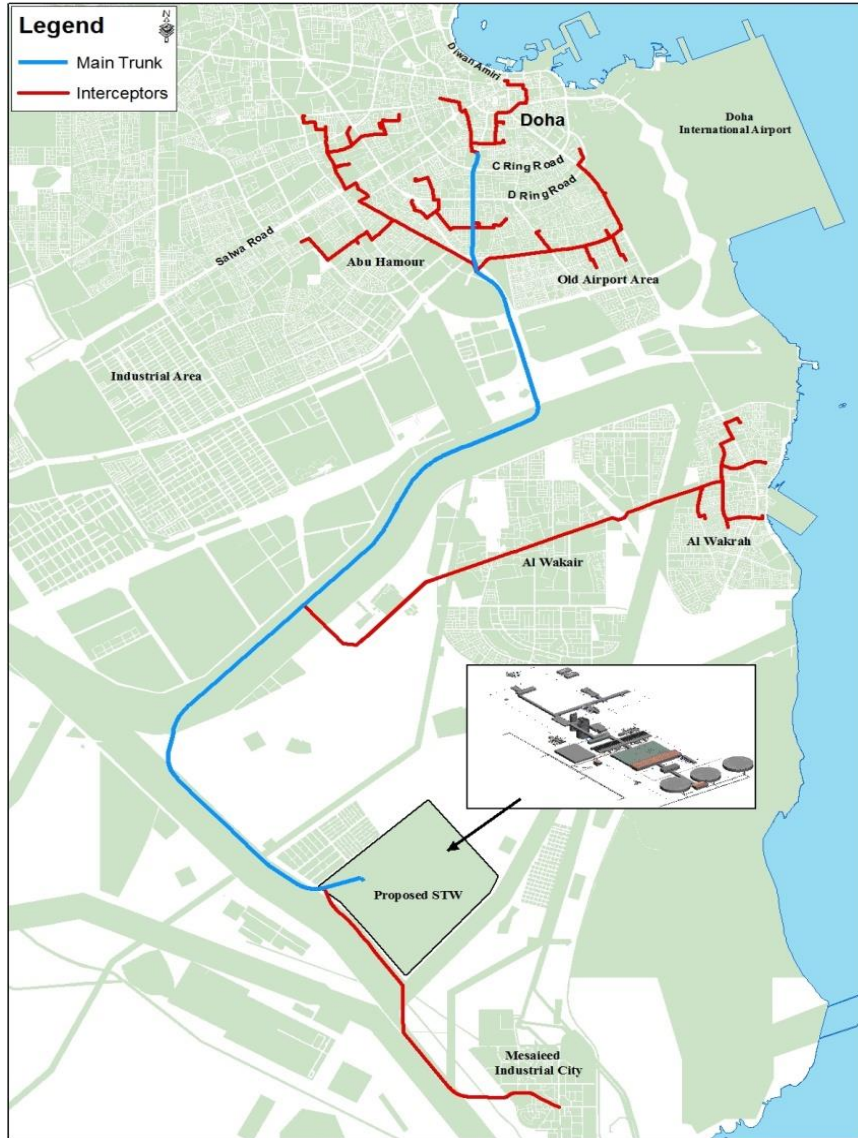 Legend
N
Main Trunk
Interceptors
Diwan Amiri
Doha
Doha
International Airport
C Ring Road
D Ring Road
Salwa Road
Abu Hamour
Old Airport Area
Industrial Area
Al Wakrah
Al Wakair
Proposed STW
Mesaieed
Industrial City